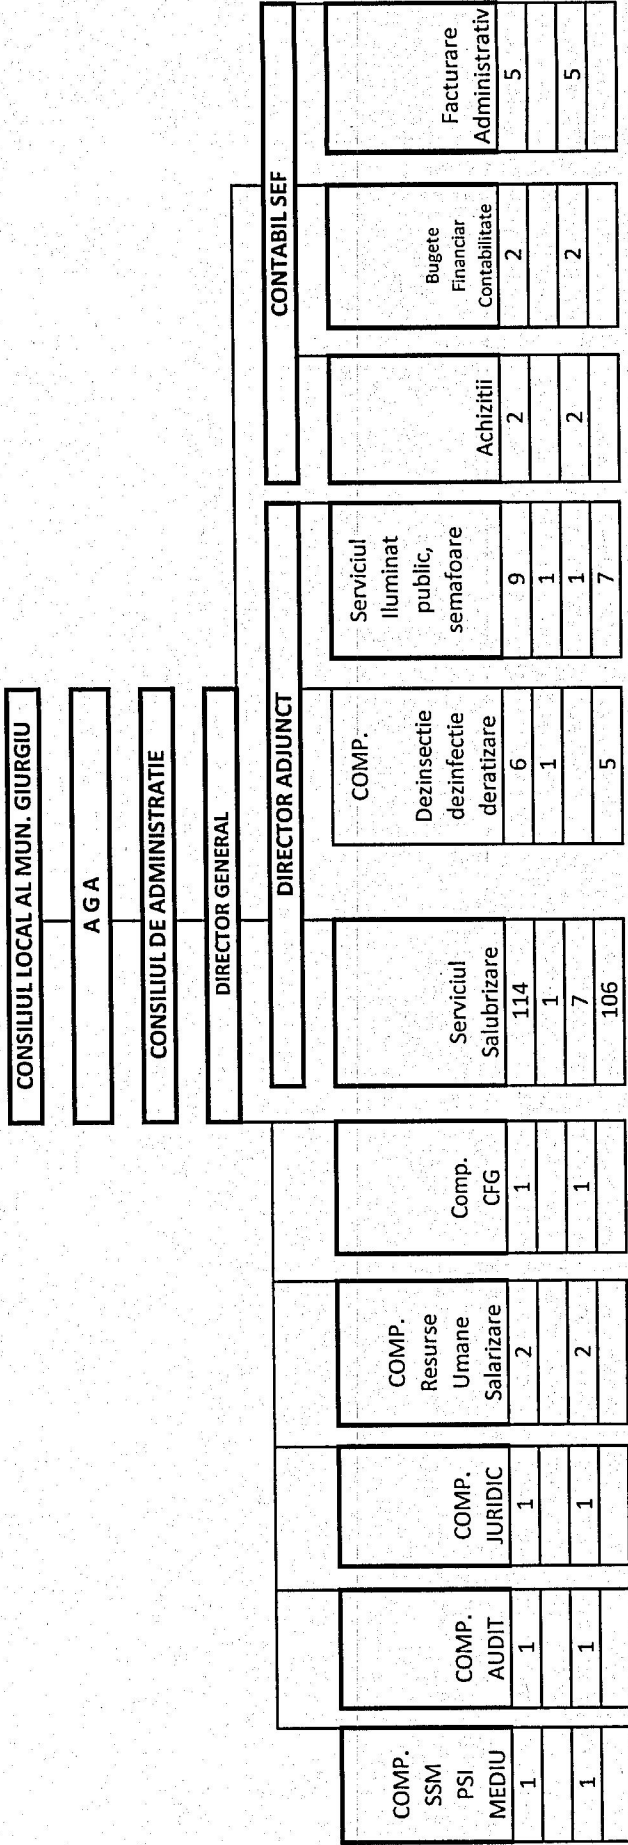 CONSILIUL LOCAL AL MUN. GIURGIU
A G A
CONSILIUL DE ADMINISTRATIE
DIRECTOR GENERAL
DIRECTOR ADJUNCT
CONTABIL SEF
COMP.
SSM
PSI
MEDIU
1
1
COMP.
AUDIT
1
1
COMP.
JURIDIC
1
1
COMP.
Resurse
Umane
Salarizare
2
2
Comp.
CFG
1
1
Serviciul
Salubrizare
114
1
7
106
COMP.
Dezinsectie
dezinfectie
deratizare
6
1
5
Serviciul
Iluminat
public,
semafoare
9
1
1
7
Achizitii
2
2
Bugete
Financiar
Contabilitate
2
2
Facturare
Administrativ
5
5